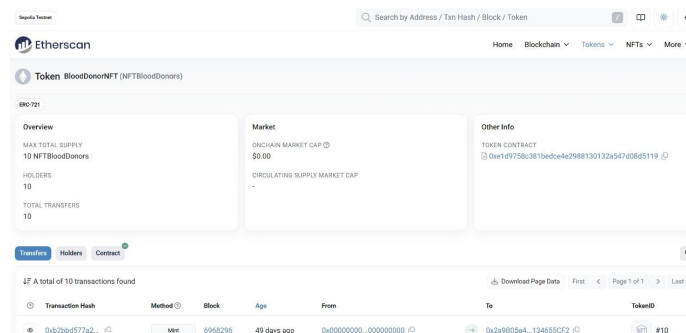 Sepolia Testnet
Search by Address / Txn Hash / Block / Token
/
Etherscan
Home Blockchain Tokens NFTs More
Token BloodDonorNFT (NFTBloodDonors)
ERC-721
Overview
MAX TOTAL SUPPLY
10 NFTBloodDonors
HOLDERS
10
TOTAL TRANSFERS
10
Market
ONCHAIN MARKET CAP
$0.00
CIRCULATING SUPPLY MARKET CAP
-
Other Info
TOKEN CONTRACT
0xe1d9758c381bedce4e2988130132a547d08d5119
Transfers Holders Contract
A total of 10 transactions found
Download Page Data First < Page 1 of 1 > Last
Transaction Hash Method Block Age From To TokenID
0xb2bbd577a2... Mint 6968296 49 days ago 0x00000000...000000000 0x2a9B05e4...134655CF2 #10